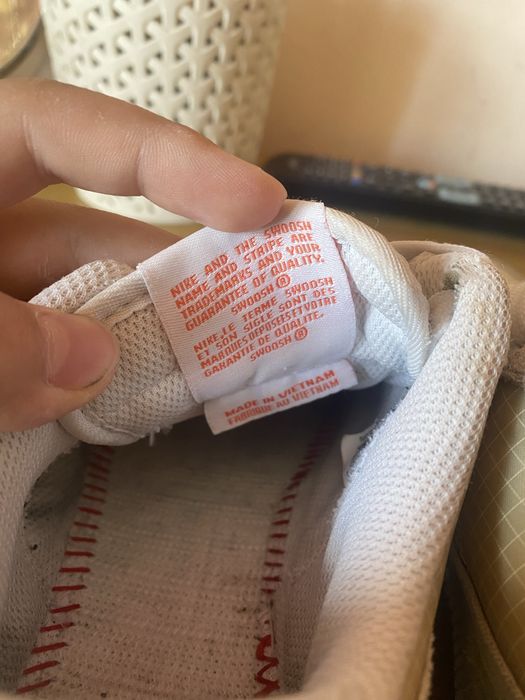 NIKE AND THE SWOOSH
NAME AND STRIPE ARE
TRADEMARKS AND YOUR
GUARANTEE OF QUALITY.
SWOOSH ®
NIKE, LE TERME SWOOSH
ET SON SIGLE SONT DES
MARQUES DEPOSEES ET VOTRE
GARANTIE DE QUALITE.
SWOOSH ®
MADE IN VIETNAM
FABRIQUE AU VIETNAM